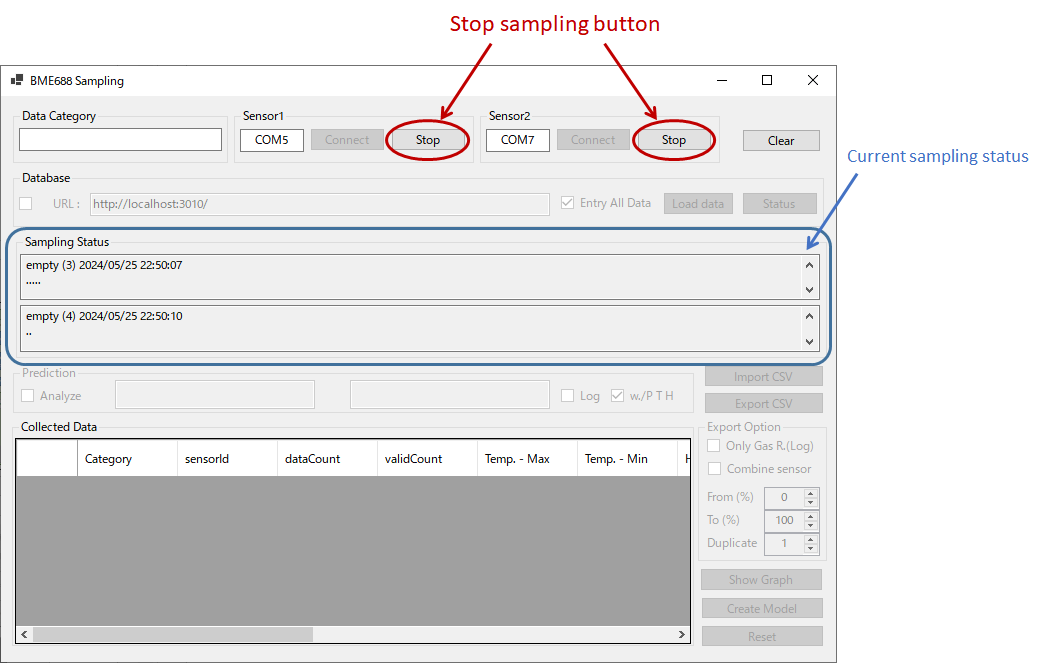 Stop sampling button
BME688 Sampling
Data Category
Sensor1
COM5
Connect
Stop
Sensor2
COM7
Connect
Stop
Clear
Current sampling status
Database
URL :
http://localhost:3010/
Entry All Data
Load data
Status
Sampling Status
empty (3) 2024/05/25 22:50:07
.....
empty (4) 2024/05/25 22:50:10
..
Prediction
Analyze
Log
w./P T H
Import CSV
Export CSV
Collected Data
Category
sensorId
dataCount
validCount
Temp. - Max
Temp. - Min
Export Option
Only Gas R.(Log)
Combine sensor
From (%)
0
To (%)
100
Duplicate
1
Show Graph
Create Model
Reset